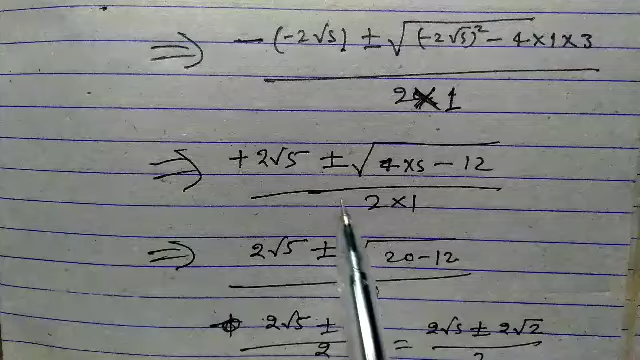 ⇒ -(-2√5) ± √(-2√5)² - 4×1×3
2×1
⇒ +2√5 ± √4×5 - 12
2×1
⇒ 2√5 ± √20-12
2√5 ± = 2√5 ± 2√2
2 2